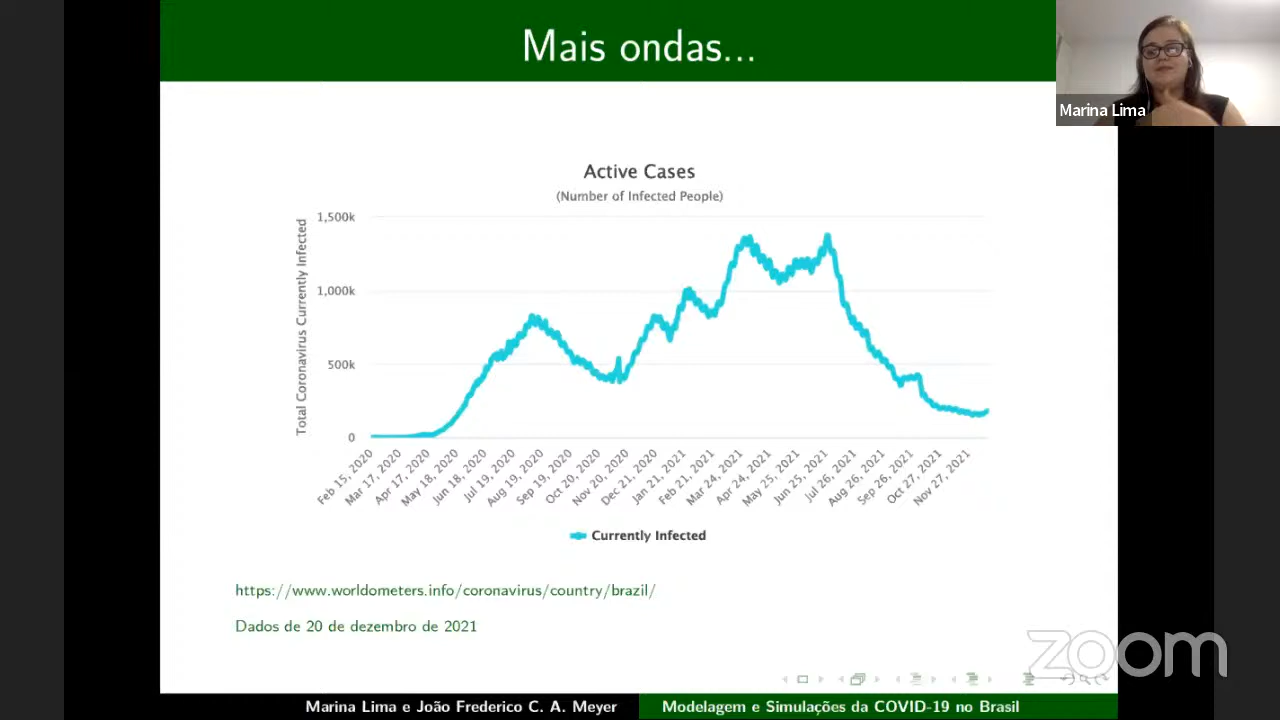 Mais ondas...
Marina Lima
Active Cases
(Number of Infected People)
Total Coronavirus Currently Infected
1,500k
1,000k
500k
0
Feb 15, 2020
Mar 17, 2020
Apr 17, 2020
May 18, 2020
Jun 18, 2020
Jul 19, 2020
Aug 19, 2020
Sep 19, 2020
Oct 20, 2020
Nov 20, 2020
Dec 21, 2020
Jan 21, 2021
Feb 21, 2021
Mar 24, 2021
Apr 24, 2021
May 25, 2021
Jun 25, 2021
Jul 26, 2021
Aug 26, 2021
Sep 26, 2021
Oct 27, 2021
Nov 27, 2021
Currently Infected
https://www.worldometers.info/coronavirus/country/brazil/
Dados de 20 de dezembro de 2021
zoom
Marina Lima e João Frederico C. A. Meyer
Modelagem e Simulações da COVID-19 no Brasil